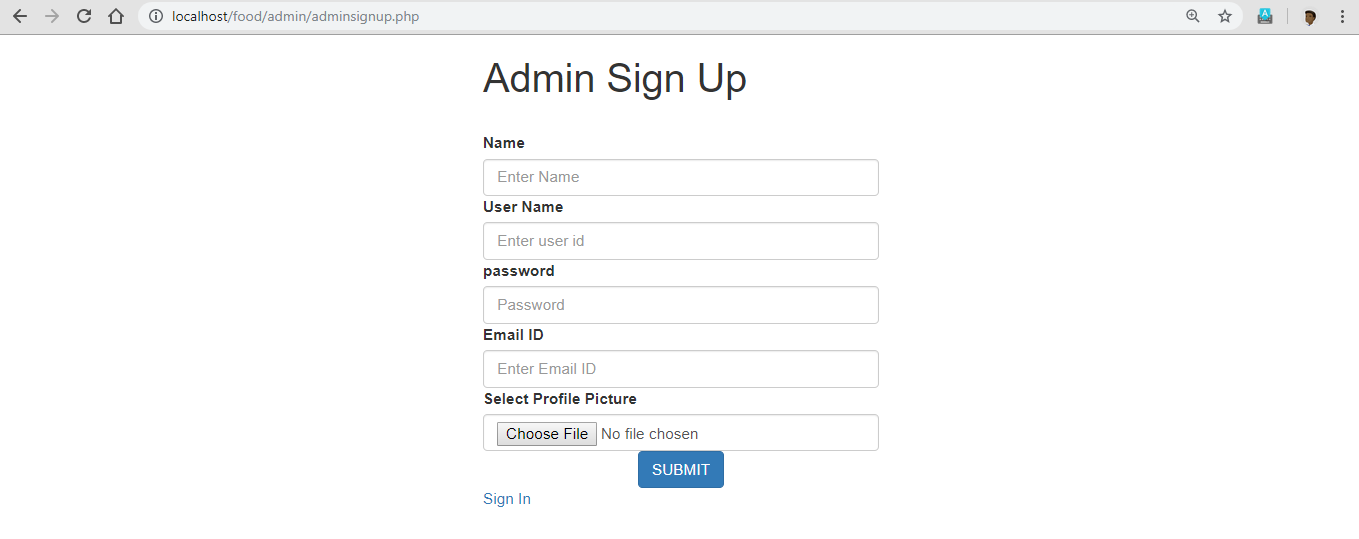 localhost/food/admin/adminsignup.php
Admin Sign Up
Name
Enter Name
User Name
Enter user id
password
Password
Email ID
Enter Email ID
Select Profile Picture
Choose File No file chosen
SUBMIT
Sign In